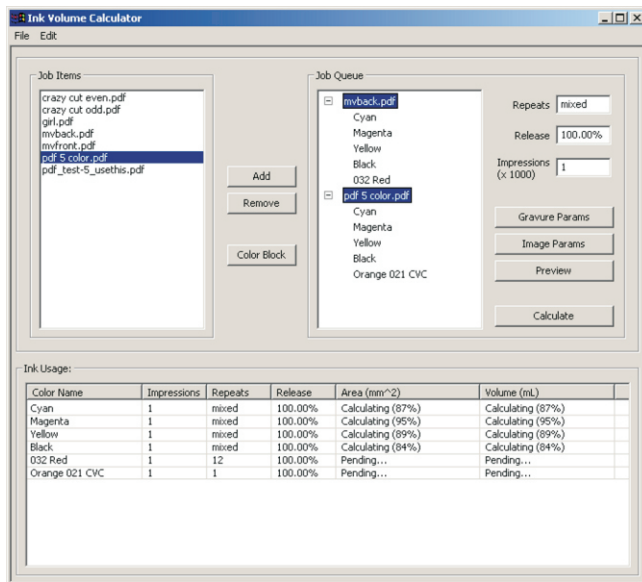 Ink Volume Calculator
File Edit
Job Items
crazy cut even.pdf
crazy cut odd.pdf
girl.pdf
mvback.pdf
mvfront.pdf
pdf 5 color.pdf
pdf_test-5_usethis.pdf
Add
Remove
Color Block
Job Queue
mvback.pdf
Cyan
Magenta
Yellow
Black
032 Red
pdf 5 color.pdf
Cyan
Magenta
Yellow
Black
Orange 021 CVC
Repeats mixed
Release 100.00%
Impressions (x 1000) 1
Gravure Params
Image Params
Preview
Calculate
Ink Usage:
Color Name Impressions Repeats Release Area (mm^2) Volume (mL)
Cyan 1 mixed 100.00% Calculating (87%) Calculating (87%)
Magenta 1 mixed 100.00% Calculating (95%) Calculating (95%)
Yellow 1 mixed 100.00% Calculating (89%) Calculating (89%)
Black 1 mixed 100.00% Calculating (84%) Calculating (84%)
032 Red 1 12 100.00% Pending... Pending...
Orange 021 CVC 1 1 100.00% Pending... Pending...